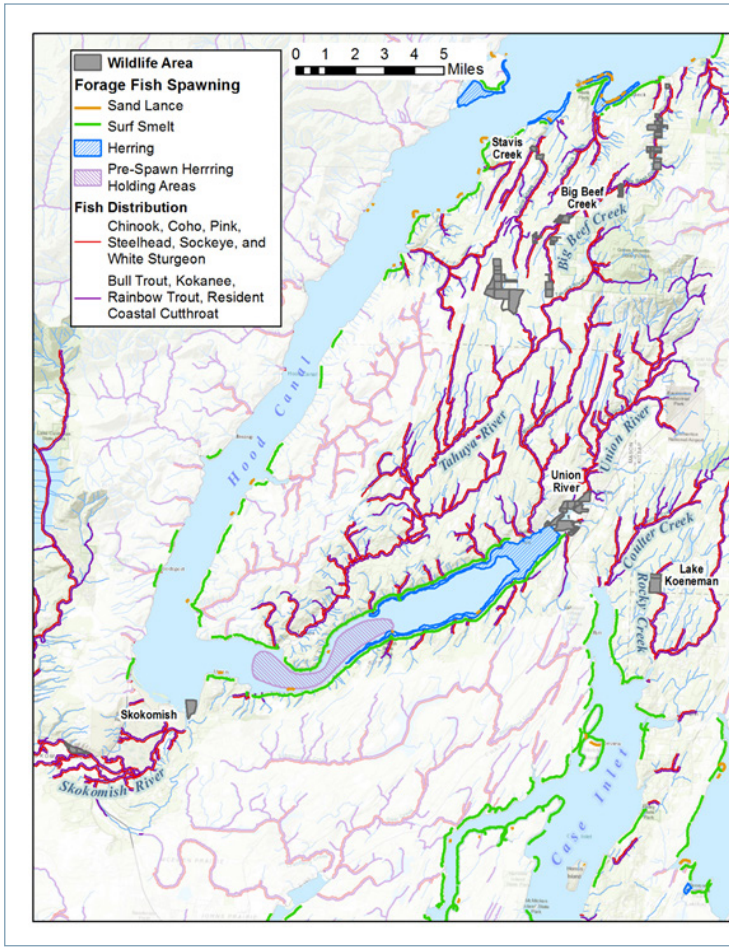 Wildlife Area
Forage Fish Spawning
Sand Lance
Surf Smelt
Herring
Pre-Spawn Herrring
Holding Areas
Fish Distribution
Chinook, Coho, Pink,
Steelhead, Sockeye, and
White Sturgeon
Bull Trout, Kokanee,
Rainbow Trout, Resident
Coastal Cutthroat
0 1 2 3 4 5
Miles
Stavis
Creek
Big Beef
Creek
Big Beef Creek
Hood Canal
Tahuya River
Union River
Union
River
Coulter Creek
Lake
Koeneman
Rocky Creek
Skokomish
Skokomish River
Case Inlet